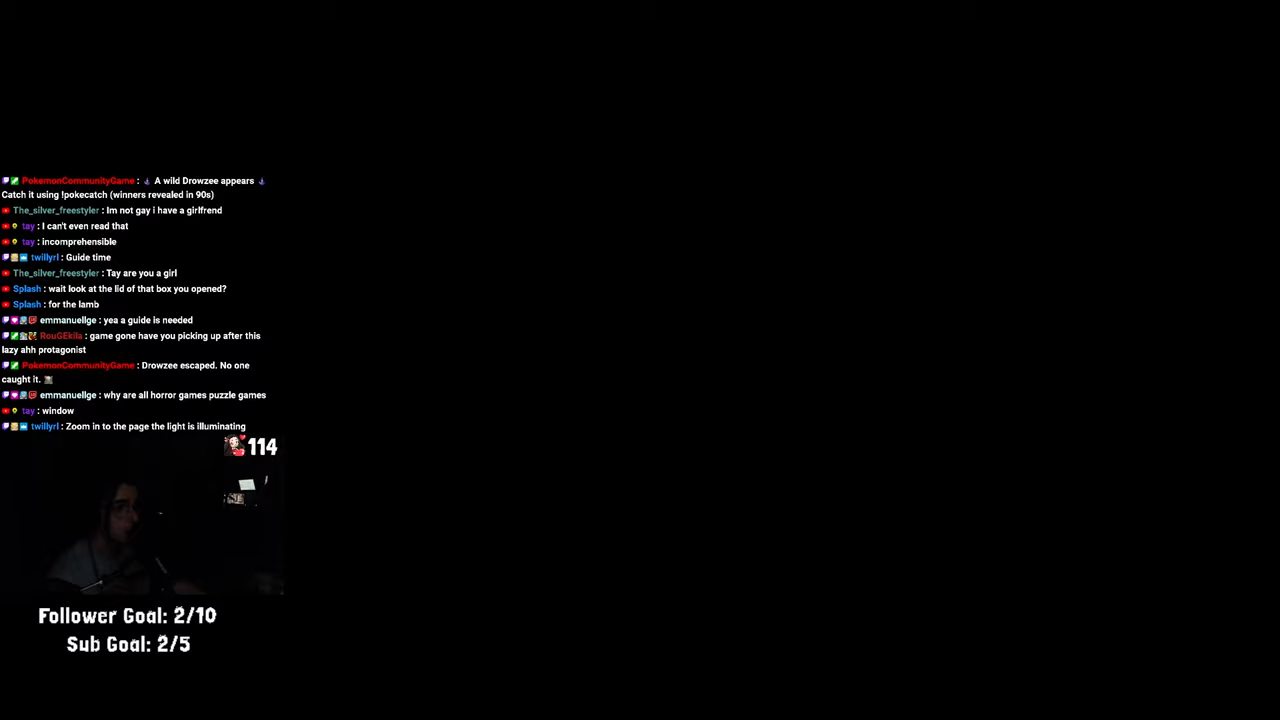 PokemonCommunityGame : A wild Drowzee appears
Catch it using !pokecatch (winners revealed in 90s)
The_silver_freestyler : Im not gay i have a girlfrend
tay : I can't even read that
tay : incomprehensible
twillyrl : Guide time
The_silver_freestyler : Tay are you a girl
Splash : wait look at the lid of that box you opened?
Splash : for the lamb
emmanuellge : yea a guide is needed
RouGEkila : game gone have you picking up after this
lazy ahh protagonist
PokemonCommunityGame : Drowzee escaped. No one
caught it.
emmanuellge : why are all horror games puzzle games
tay : window
twillyrl : Zoom in to the page the light is illuminating
114
Follower Goal: 2/10
Sub Goal: 2/5